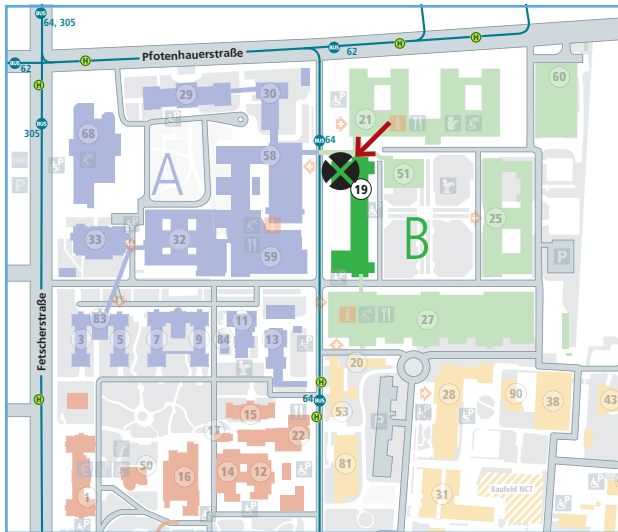 BUS
64, 305
Pfotenhauerstraße
BUS
62
H
H
H
BUS
62
H
29
30
60
21
BUS
305
68
BUS
64
58
A
51
19
P
25
33
32
B
59
P
83
11
27
3
5
7
9
84
13
Fetscherstraße
20
H
28
90
38
43
H
BUS
64
15
53
H
P
17
22
50
16
14
12
81
1
31
Baufeld NCT